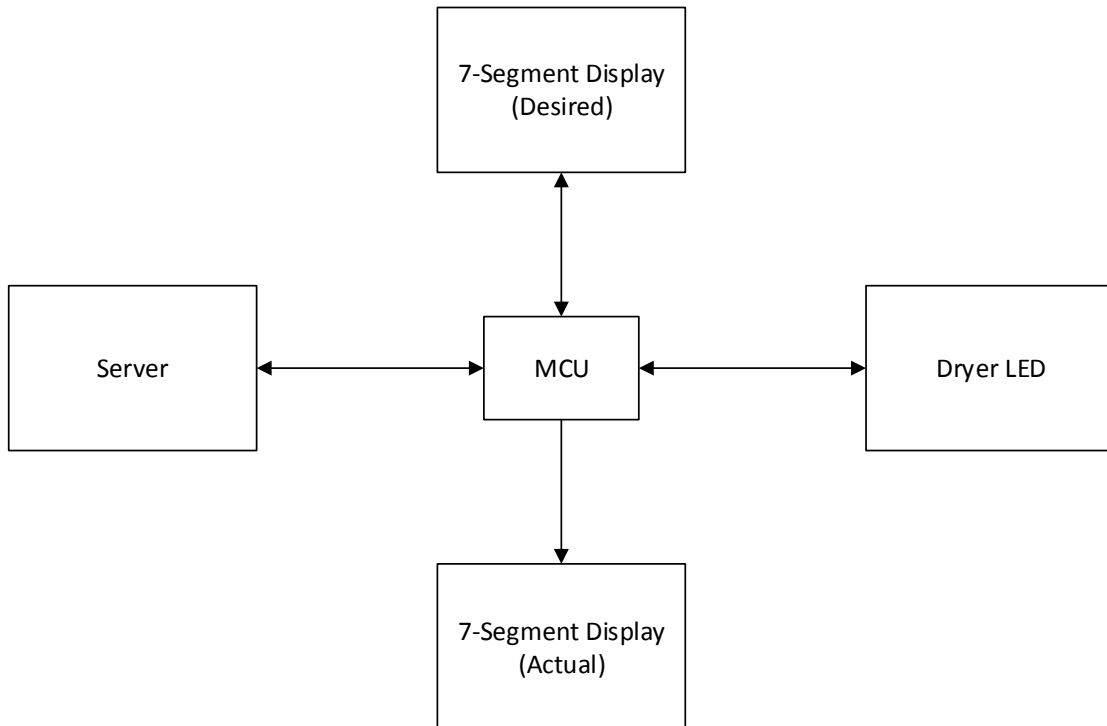 7-Segment Display
(Desired)
Server
MCU
Dryer LED
7-Segment Display
(Actual)